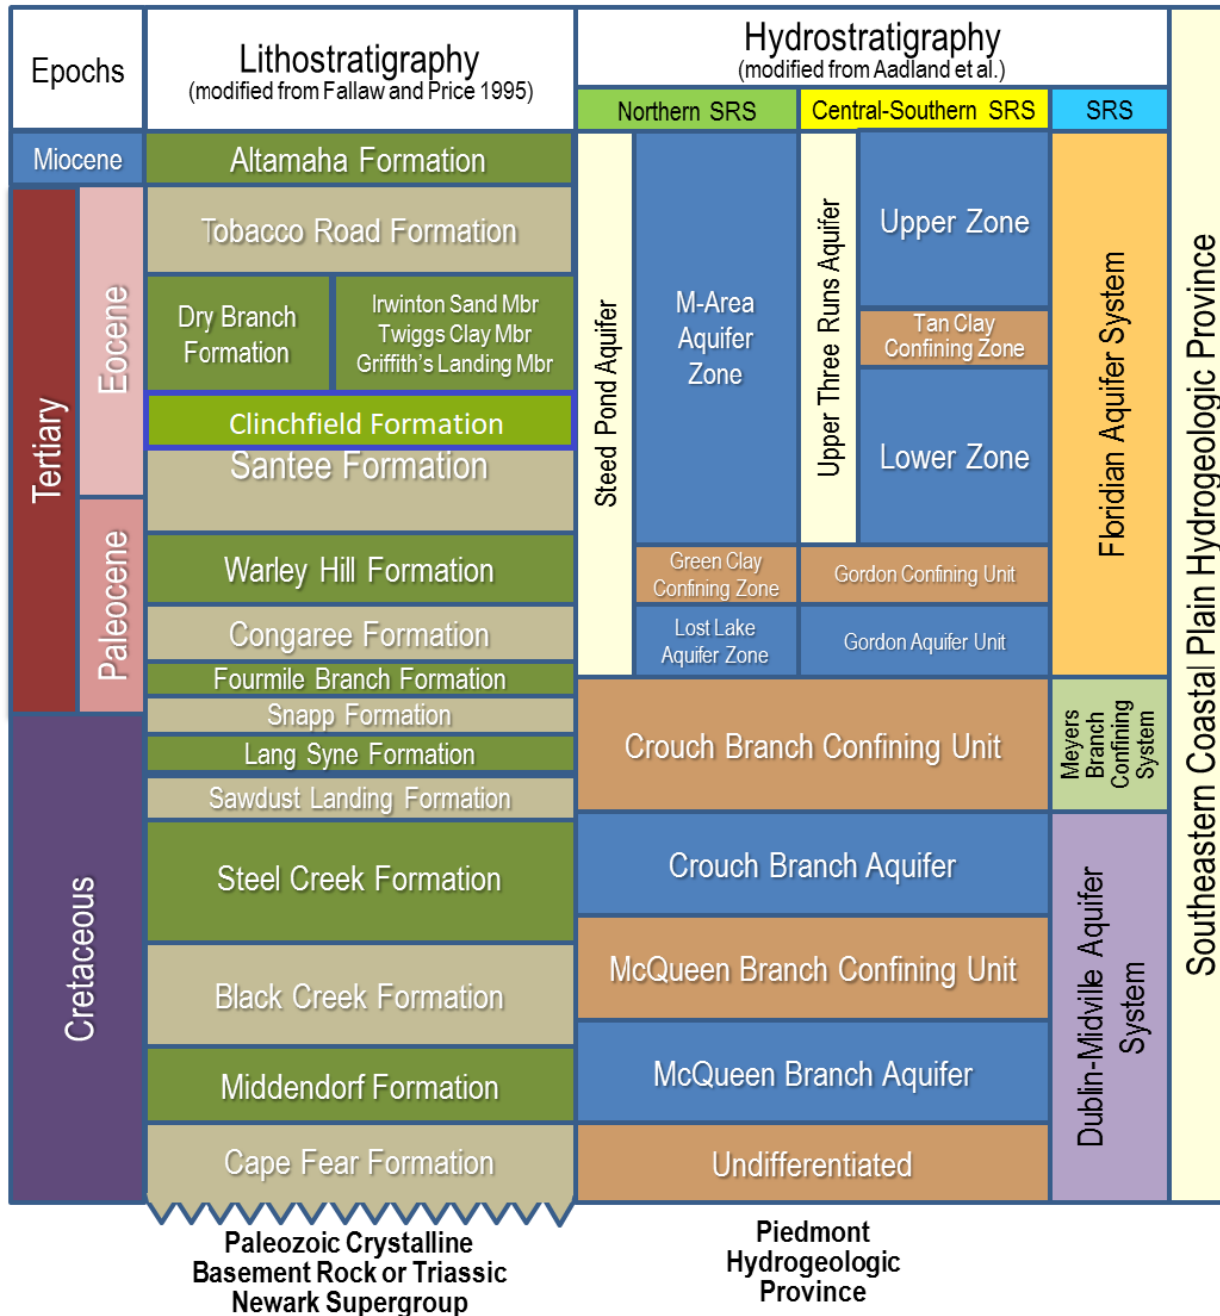 Epochs
Lithostratigraphy
(modified from Fallaw and Price 1995)
Hydrostratigraphy
(modified from Aadland et al.)
Northern SRS
Central-Southern SRS
SRS
Miocene
Tertiary
Eocene
Paleocene
Cretaceous
Altamaha Formation
Tobacco Road Formation
Dry Branch
Formation
Irwinton Sand Mbr
Twiggs Clay Mbr
Griffith's Landing Mbr
Clinchfield Formation
Santee Formation
Warley Hill Formation
Congaree Formation
Fourmile Branch Formation
Snapp Formation
Lang Syne Formation
Sawdust Landing Formation
Steel Creek Formation
Black Creek Formation
Middendorf Formation
Cape Fear Formation
Paleozoic Crystalline
Basement Rock or Triassic
Newark Supergroup
Steed Pond Aquifer
M-Area
Aquifer
Zone
Green Clay
Confining Zone
Lost Lake
Aquifer Zone
Upper Three Runs Aquifer
Upper Zone
Tan Clay
Confining Zone
Lower Zone
Gordon Confining Unit
Gordon Aquifer Unit
Crouch Branch Confining Unit
Crouch Branch Aquifer
McQueen Branch Confining Unit
McQueen Branch Aquifer
Undifferentiated
Piedmont
Hydrogeologic
Province
Floridian Aquifer System
Meyers
Branch
Confining
System
Dublin-Midville Aquifer
System
Southeastern Coastal Plain Hydrogeologic Province